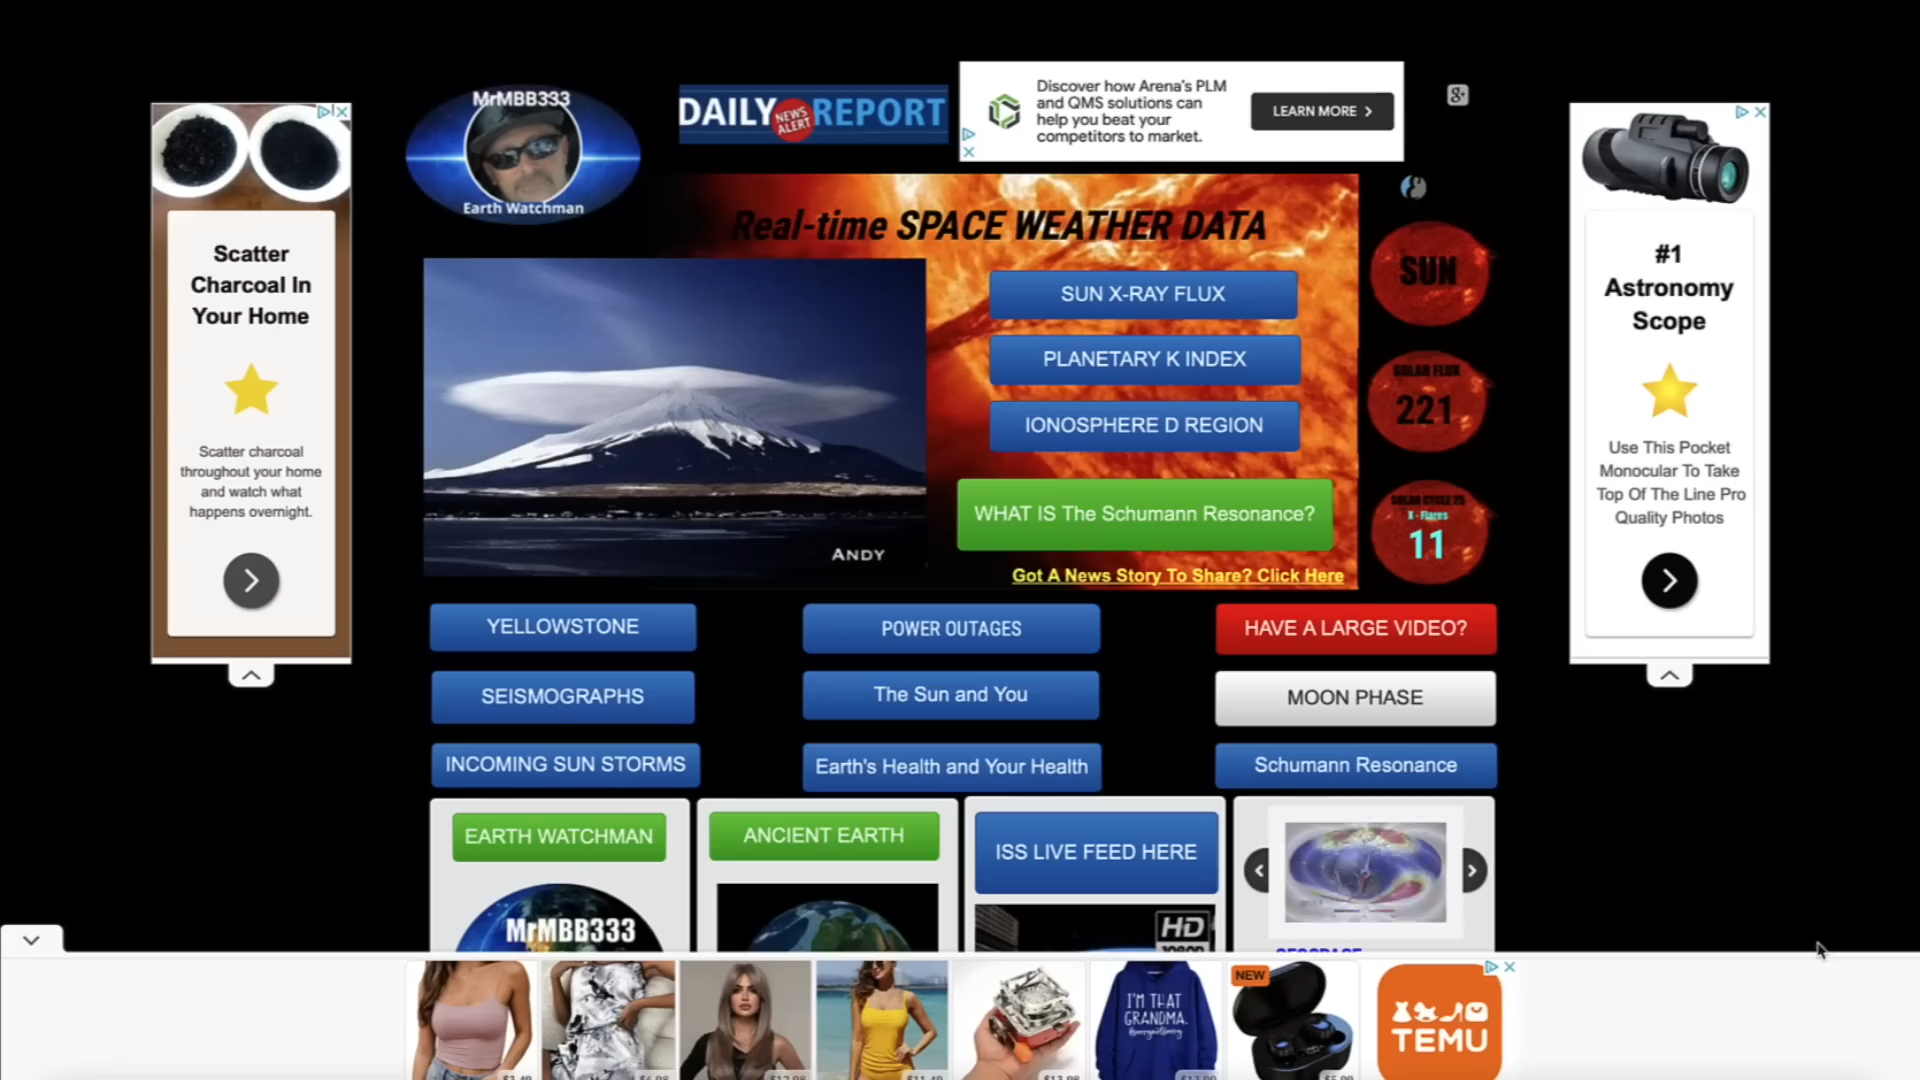 MrMBB333
Earth Watchman
DAILY REPORT
NEWS
ALERT
Discover how Arena's PLM
and QMS solutions can
help you beat your
competitors to market.
LEARN MORE
Scatter
Charcoal In
Your Home
Scatter charcoal
throughout your home
and watch what
happens overnight.
Real-time SPACE WEATHER DATA
ANDY
SUN X-RAY FLUX
PLANETARY K INDEX
IONOSPHERE D REGION
WHAT IS The Schumann Resonance?
Got A News Story To Share? Click Here
SUN
SOLAR FLUX
221
SOLAR CYCLE 25
X - Flares
11
#1
Astronomy
Scope
Use This Pocket
Monocular To Take
Top Of The Line Pro
Quality Photos
YELLOWSTONE
POWER OUTAGES
HAVE A LARGE VIDEO?
SEISMOGRAPHS
The Sun and You
MOON PHASE
INCOMING SUN STORMS
Earth's Health and Your Health
Schumann Resonance
EARTH WATCHMAN
ANCIENT EARTH
ISS LIVE FEED HERE
MrMBB333
HD
I'M THAT
GRANDMA.
NEW
TEMU